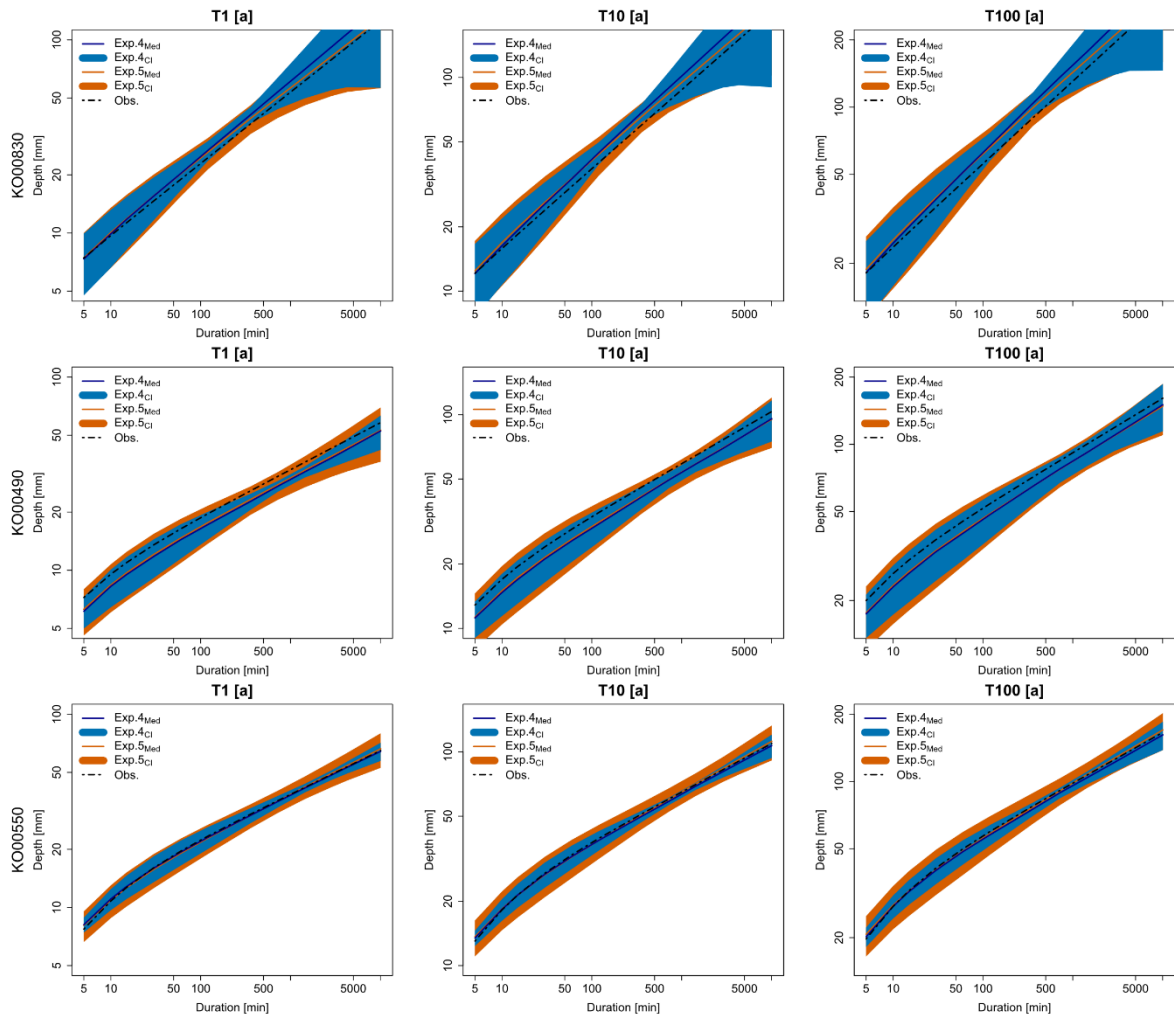 T1 [a]
T10 [a]
T100 [a]
KO00830
Depth [mm]
100
50
20
10
5
Exp.4Med
Exp.4CI
Exp.5Med
Exp.5CI
Obs.
5 10 50 100 500 5000
Duration [min]
Depth [mm]
100
50
20
10
Exp.4Med
Exp.4CI
Exp.5Med
Exp.5CI
Obs.
5 10 50 100 500 5000
Duration [min]
Depth [mm]
200
100
50
20
Exp.4Med
Exp.4CI
Exp.5Med
Exp.5CI
Obs.
5 10 50 100 500 5000
Duration [min]
T1 [a]
T10 [a]
T100 [a]
KO00490
Depth [mm]
100
50
20
10
5
Exp.4Med
Exp.4CI
Exp.5Med
Exp.5CI
Obs.
5 10 50 100 500 5000
Duration [min]
Depth [mm]
100
50
20
10
Exp.4Med
Exp.4CI
Exp.5Med
Exp.5CI
Obs.
5 10 50 100 500 5000
Duration [min]
Depth [mm]
200
100
50
20
Exp.4Med
Exp.4CI
Exp.5Med
Exp.5CI
Obs.
5 10 50 100 500 5000
Duration [min]
T1 [a]
T10 [a]
T100 [a]
KO00550
Depth [mm]
100
50
20
10
5
Exp.4Med
Exp.4CI
Exp.5Med
Exp.5CI
Obs.
5 10 50 100 500 5000
Duration [min]
Depth [mm]
100
50
20
10
Exp.4Med
Exp.4CI
Exp.5Med
Exp.5CI
Obs.
5 10 50 100 500 5000
Duration [min]
Depth [mm]
200
100
50
20
Exp.4Med
Exp.4CI
Exp.5Med
Exp.5CI
Obs.
5 10 50 100 500 5000
Duration [min]